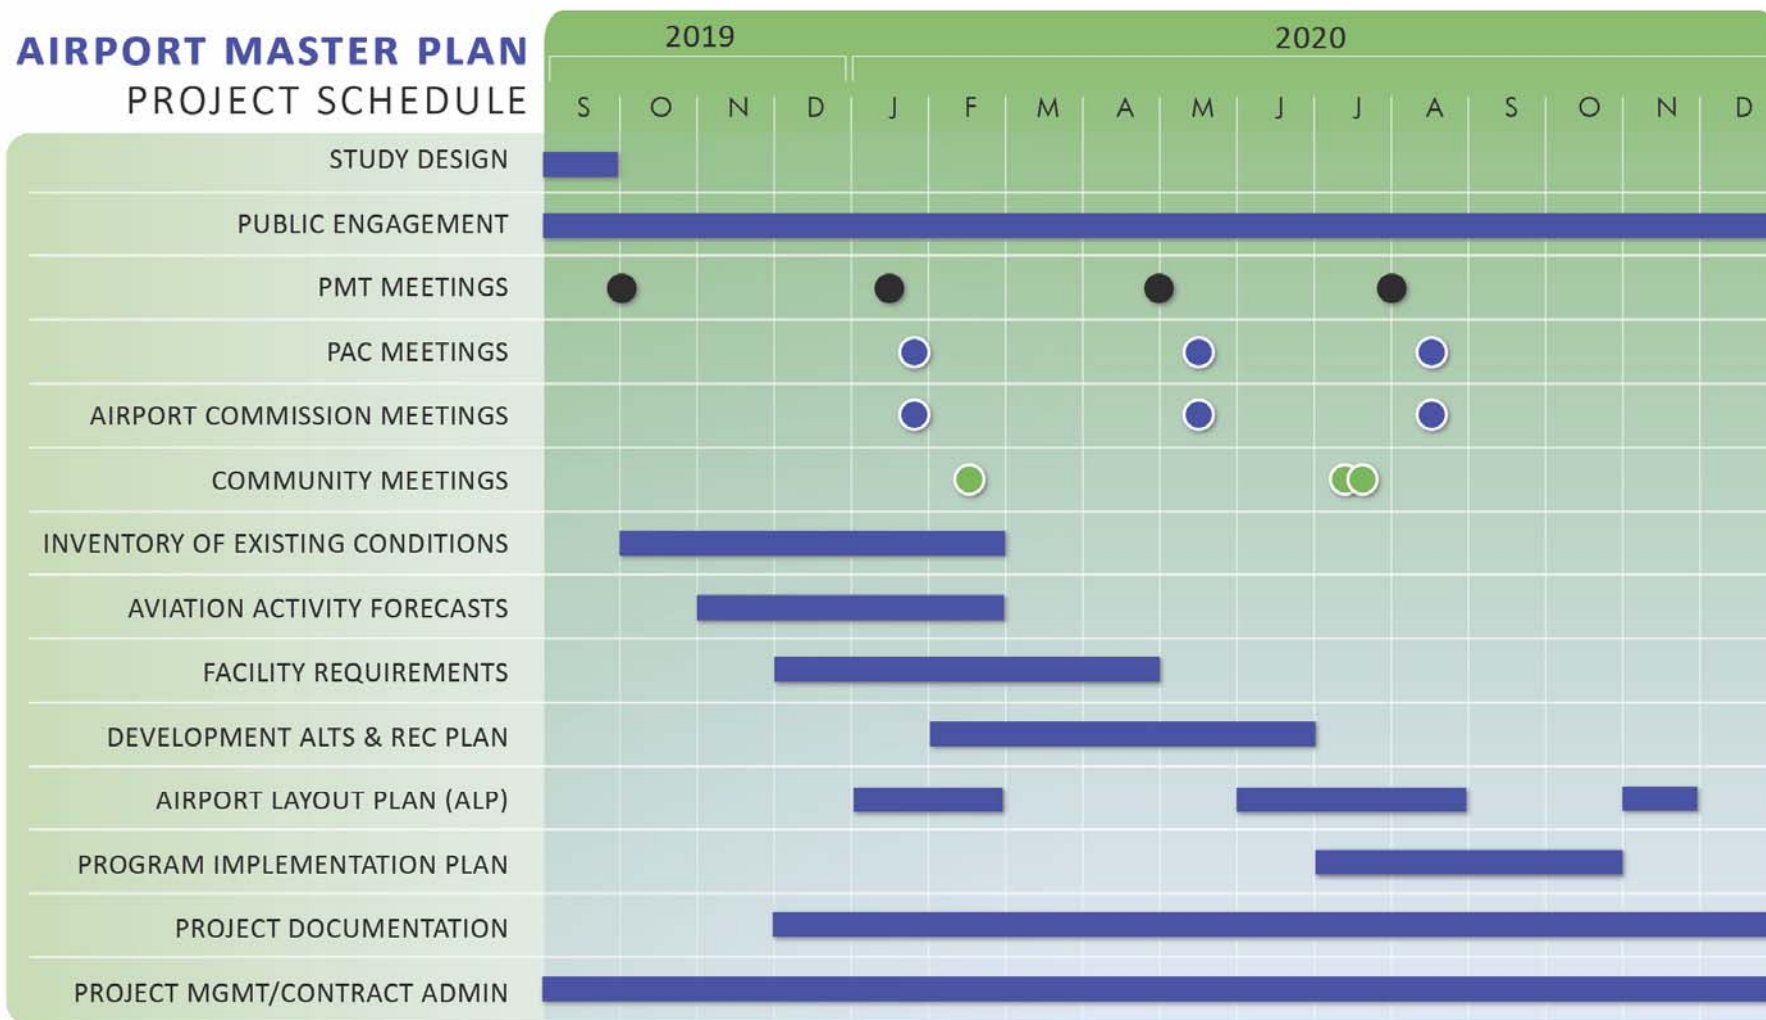 AIRPORT MASTER PLAN
PROJECT SCHEDULE
2019 2020
S O N D J F M A M J J A S O N D
STUDY DESIGN
PUBLIC ENGAGEMENT
PMT MEETINGS
PAC MEETINGS
AIRPORT COMMISSION MEETINGS
COMMUNITY MEETINGS
INVENTORY OF EXISTING CONDITIONS
AVIATION ACTIVITY FORECASTS
FACILITY REQUIREMENTS
DEVELOPMENT ALTS & REC PLAN
AIRPORT LAYOUT PLAN (ALP)
PROGRAM IMPLEMENTATION PLAN
PROJECT DOCUMENTATION
PROJECT MGMT/CONTRACT ADMIN